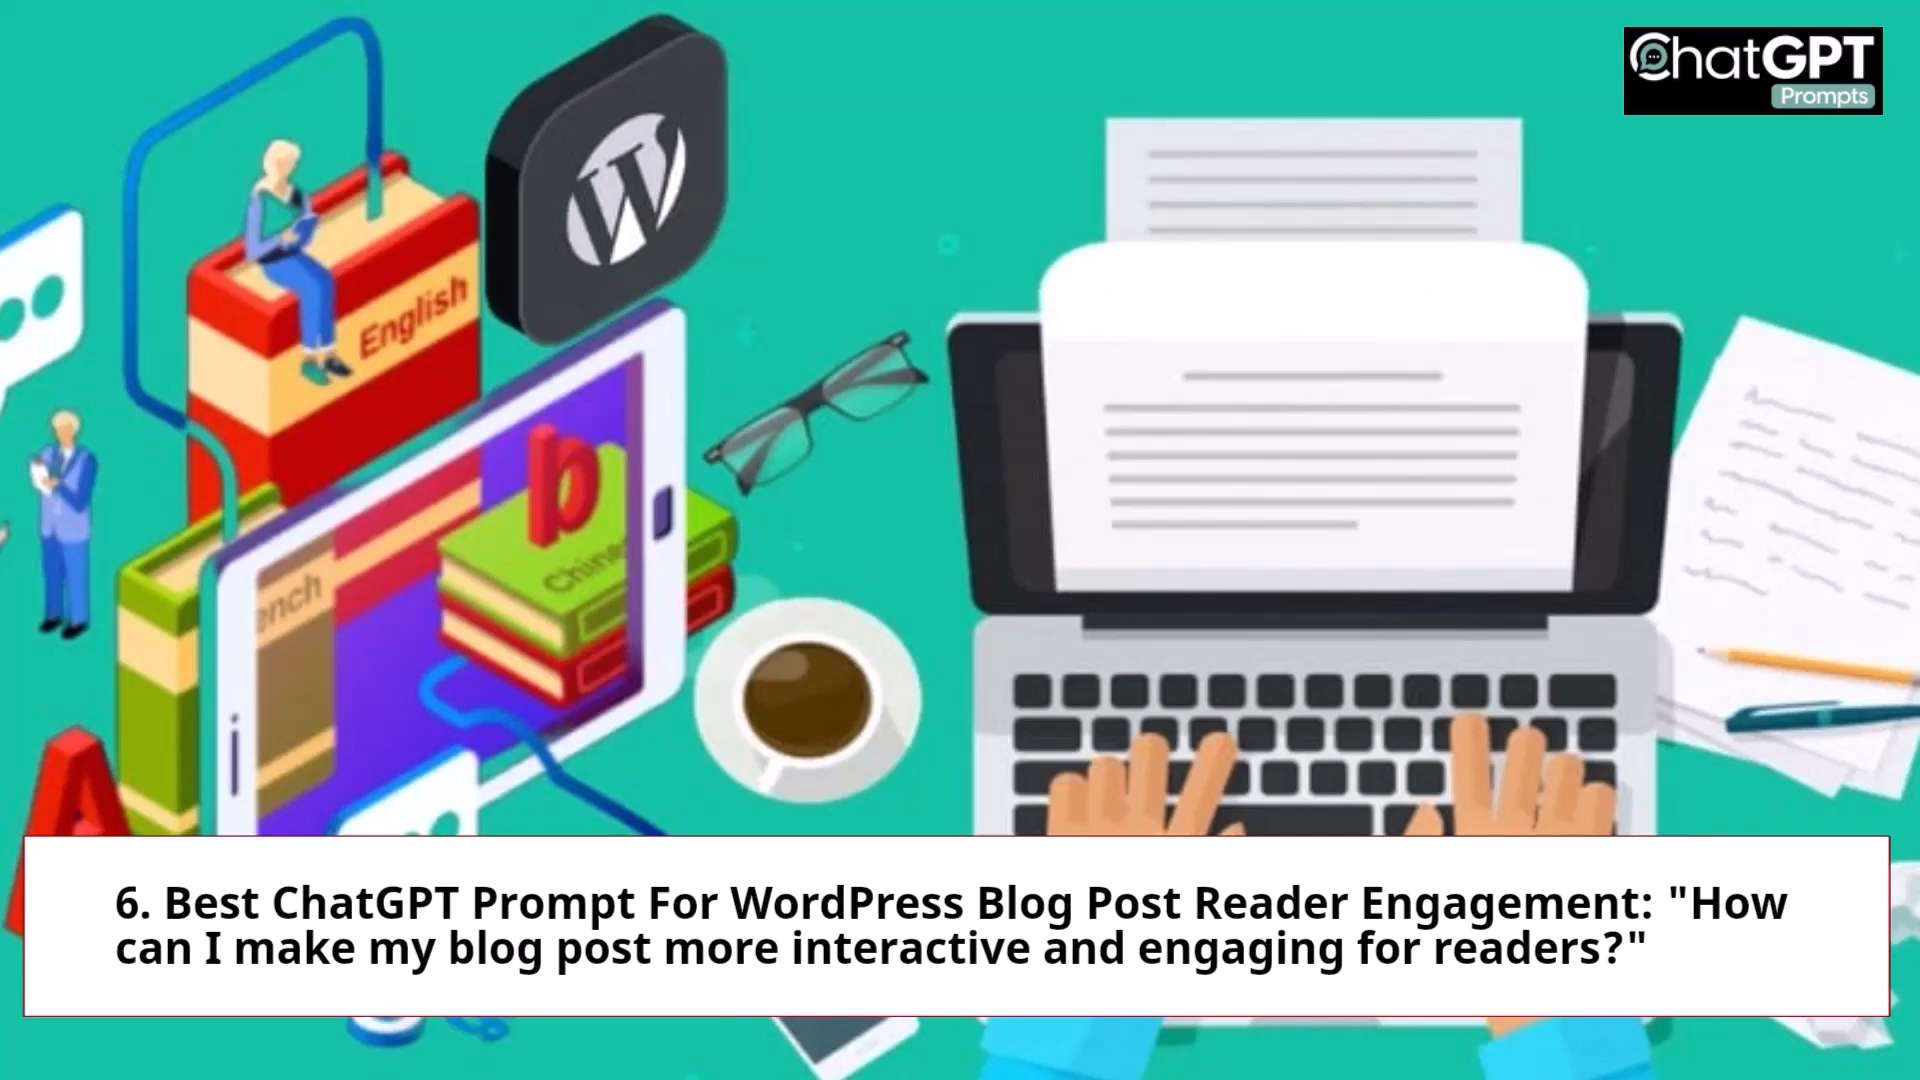 ChatGPT
Prompts
W
English
b
ench
A
6. Best ChatGPT Prompt For WordPress Blog Post Reader Engagement: "How
can I make my blog post more interactive and engaging for readers?"